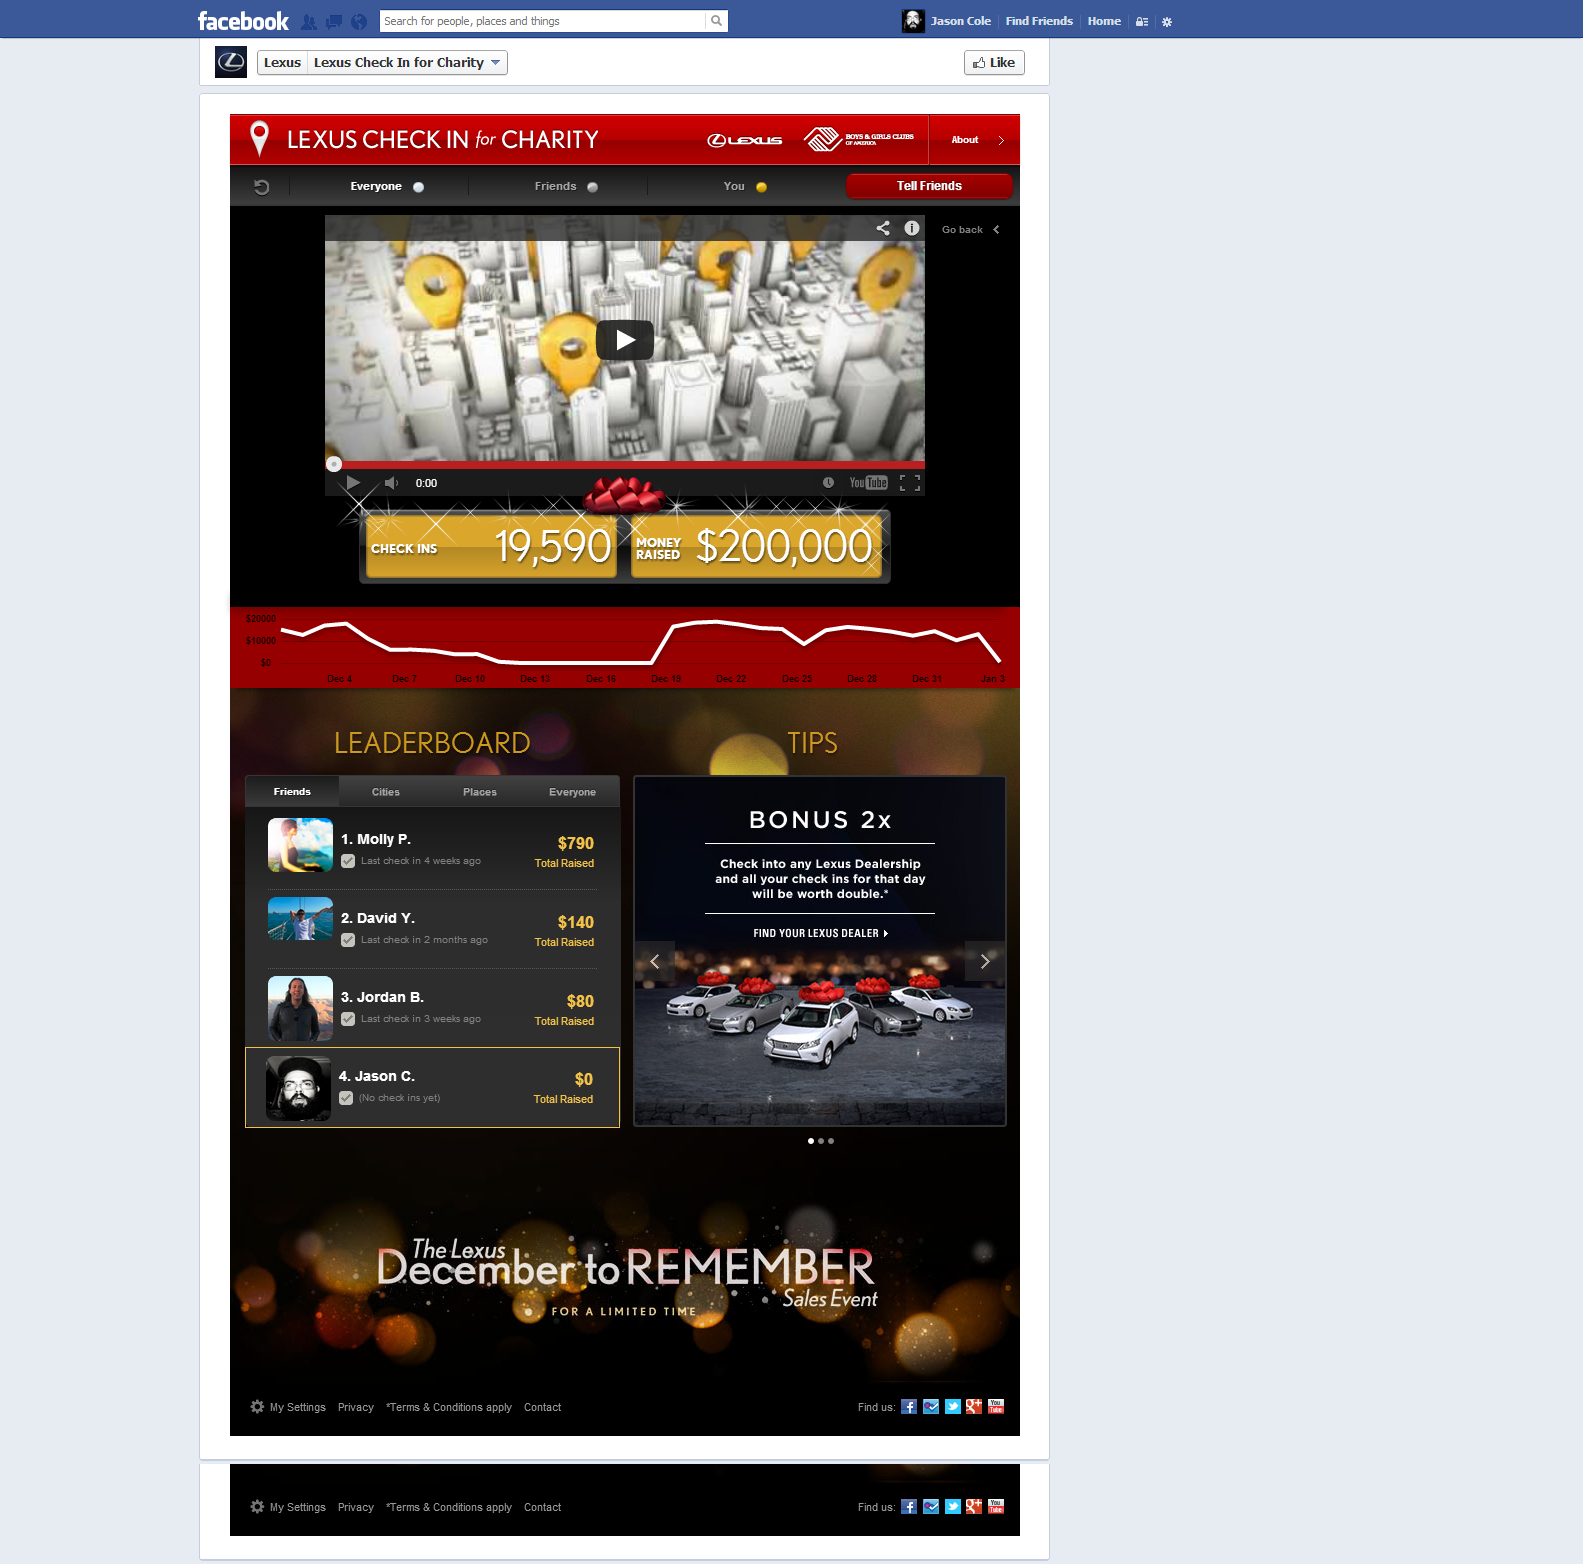 facebook
Search for people, places and things
Jason Cole
Find Friends
Home
Lexus
Lexus Check In for Charity
Like
LEXUS CHECK IN for CHARITY
LEXUS
BOYS & GIRLS CLUBS
OF AMERICA
About
Everyone
Friends
You
Tell Friends
Go back
0:00
YouTube
CHECK INS
19,590
MONEY
RAISED
$200,000
$20000
$10000
$0
Dec 4
Dec 7
Dec 10
Dec 13
Dec 16
Dec 19
Dec 22
Dec 25
Dec 28
Dec 31
Jan 3
LEADERBOARD
Friends
Cities
Places
Everyone
1. Molly P.
Last check in 4 weeks ago
$790
Total Raised
2. David Y.
Last check in 2 months ago
$140
Total Raised
3. Jordan B.
Last check in 3 weeks ago
$80
Total Raised
4. Jason C.
(No check ins yet)
$0
Total Raised
TIPS
BONUS 2x
Check into any Lexus Dealership
and all your check ins for that day
will be worth double.*
FIND YOUR LEXUS DEALER
The Lexus
December to REMEMBER
Sales Event
FOR A LIMITED TIME
My Settings
Privacy
*Terms & Conditions apply
Contact
Find us:
You Tube
My Settings
Privacy
*Terms & Conditions apply
Contact
Find us:
You Tube